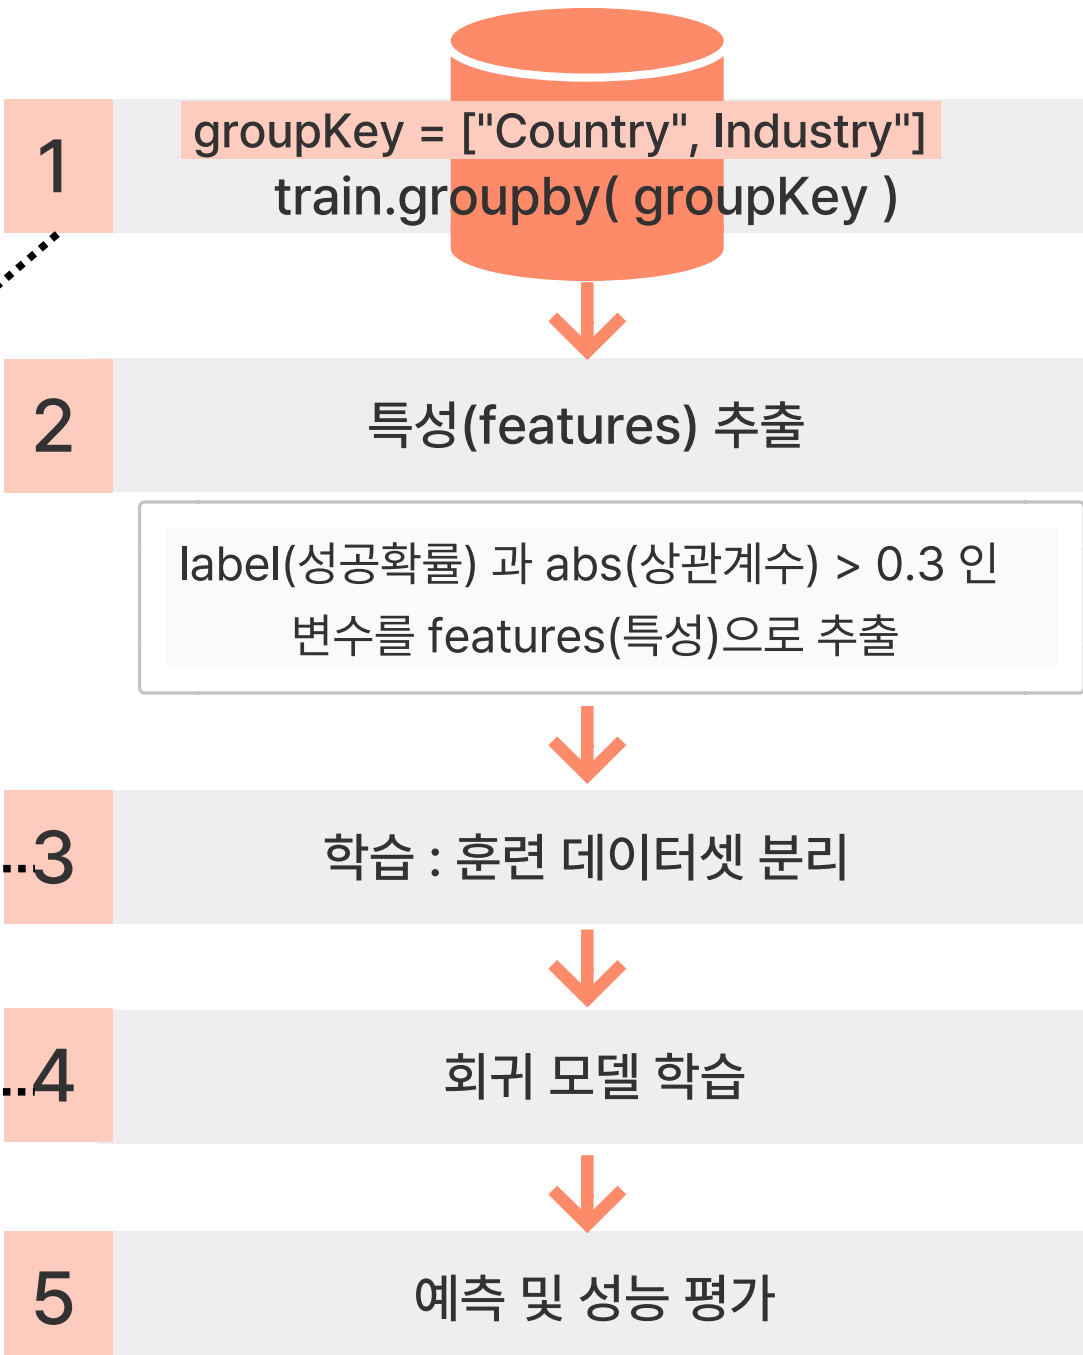 1
groupKey = ["Country", Industry"]
train.groupby( groupKey )
2
특성(features) 추출
label(성공확률) 과 abs(상관계수) > 0.3 인
변수를 features(특성)으로 추출
3
학습 : 훈련 데이터셋 분리
4
회귀 모델 학습
5
예측 및 성능 평가